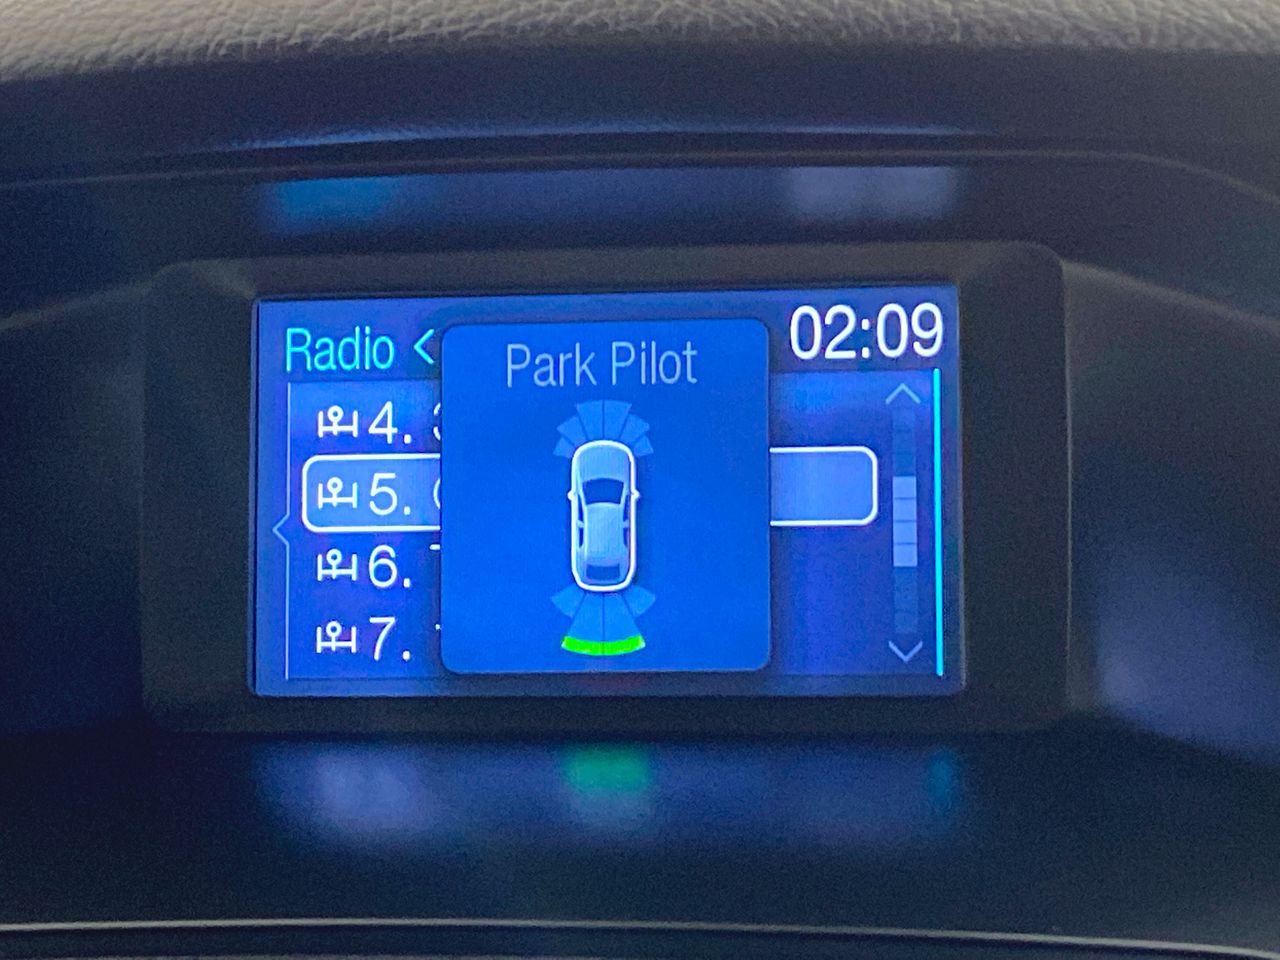 Radio <
Park Pilot
02:09
4.
5.
6.
7.